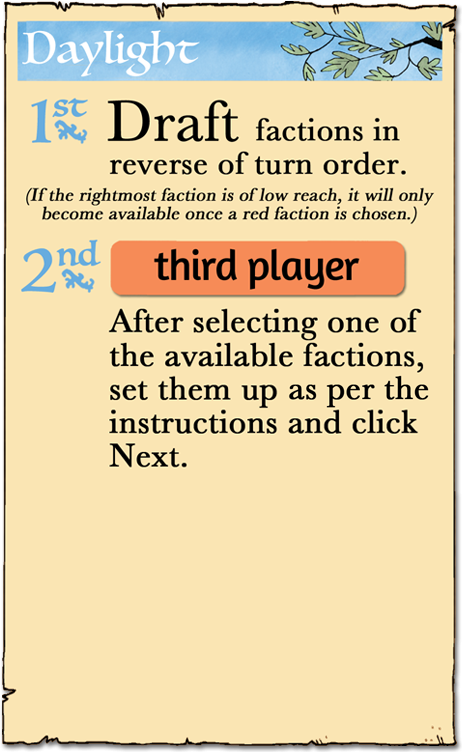 Daylight
1st Draft factions in
reverse of turn order.
(If the rightmost faction is of low reach, it will only
become available once a red faction is chosen.)
2nd third player
After selecting one of
the available factions,
set them up as per the
instructions and click
Next.